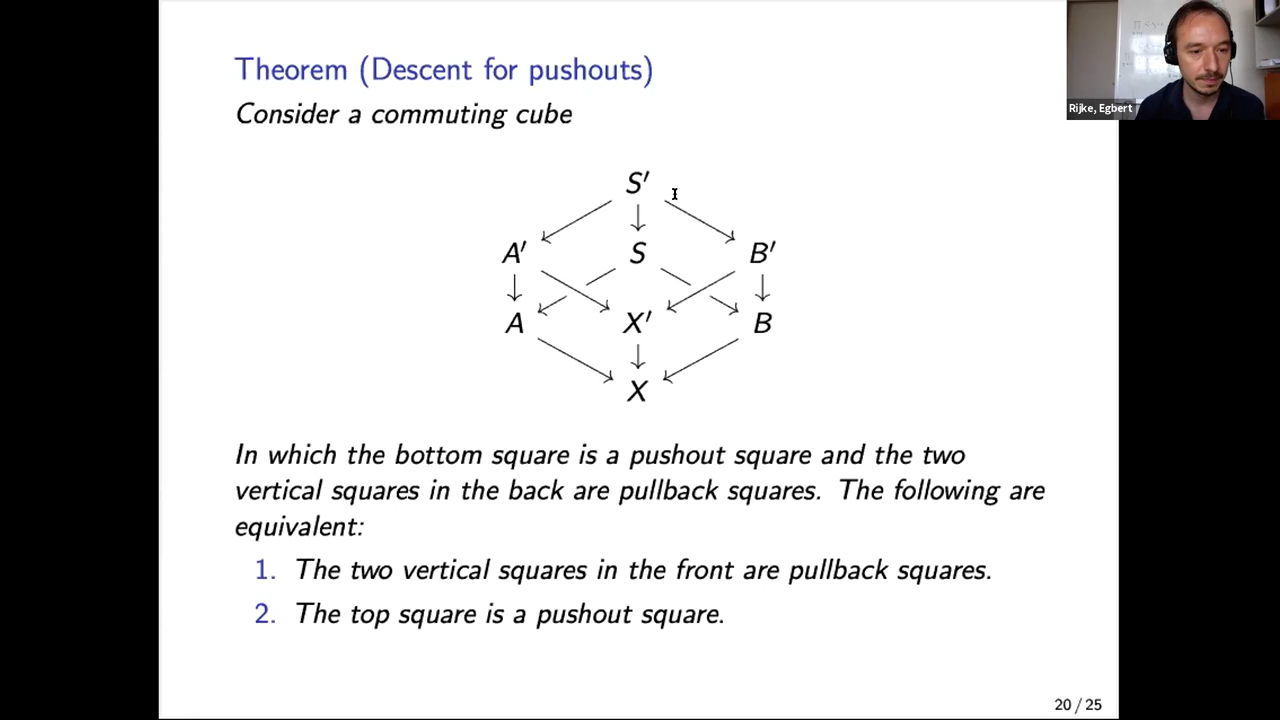 Theorem (Descent for pushouts)
Consider a commuting cube
S′
A′ S B′
A X′ B
X
In which the bottom square is a pushout square and the two
vertical squares in the back are pullback squares. The following are
equivalent:
1. The two vertical squares in the front are pullback squares.
2. The top square is a pushout square.
20 / 25
Rijke, Egbert